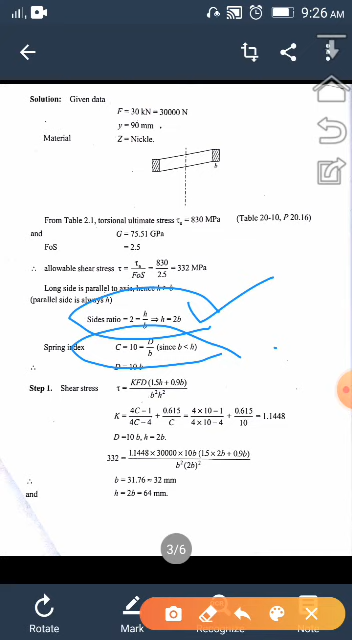 9:26 AM
Solution: Given data
F = 30 kN = 30000 N
y = 90 mm .
Material Z = Nickle.
b
From Table 2.1, torsional ultimate stress τu = 830 MPa (Table 20-10, P 20.16)
and G = 75.51 GPa
FoS = 2.5
∴ allowable shear stress τ = τu/FoS = 830/2.5 = 332 MPa
Long side is parallel to axis, hence h > b
(parallel side is always h)
Sides ratio = 2 = h/b ⇒ h = 2b
Spring index C = 10 = D/b (since b < h)
∴ D = 10 b
Step 1. Shear stress τ = KFD (1.5h + 0.9b)/b²h²
K = (4C − 1)/(4C − 4) + 0.615/C = (4 × 10 − 1)/(4 × 10 − 4) + 0.615/10 = 1.1448
D = 10 b, h = 2b.
332 = 1.1448 × 30000 × 10b (1.5 × 2b + 0.9b)/b² (2b)²
∴ b = 31.76 ≈ 32 mm
and h = 2b = 64 mm.
3/6
Rotate Mark Recognize Note